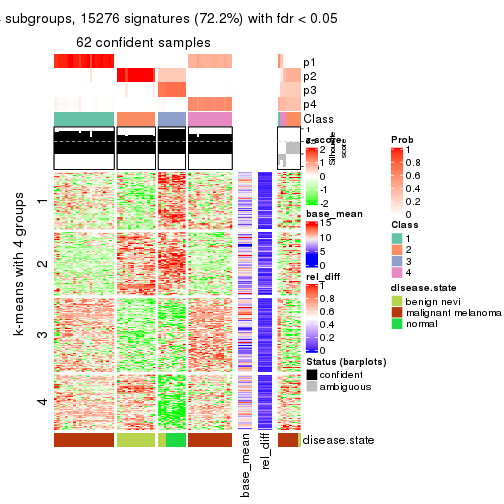 subgroups, 15276 signatures (72.2%) with fdr < 0.05
62 confident samples
p1
p2
p3
p4
Class
1
silhouette
score
z-score
2
1
0
-1
-2
base_mean
15
10
5
0
rel_diff
1
0.8
0.6
0.4
0.2
0
Status (barplots)
confident
ambiguous
Prob
1
0.8
0.6
0.4
0.2
0
Class
1
2
3
4
disease.state
benign nevi
malignant melanoma
normal
k-means with 4 groups
1
2
3
4
disease.state
base_mean
rel_diff